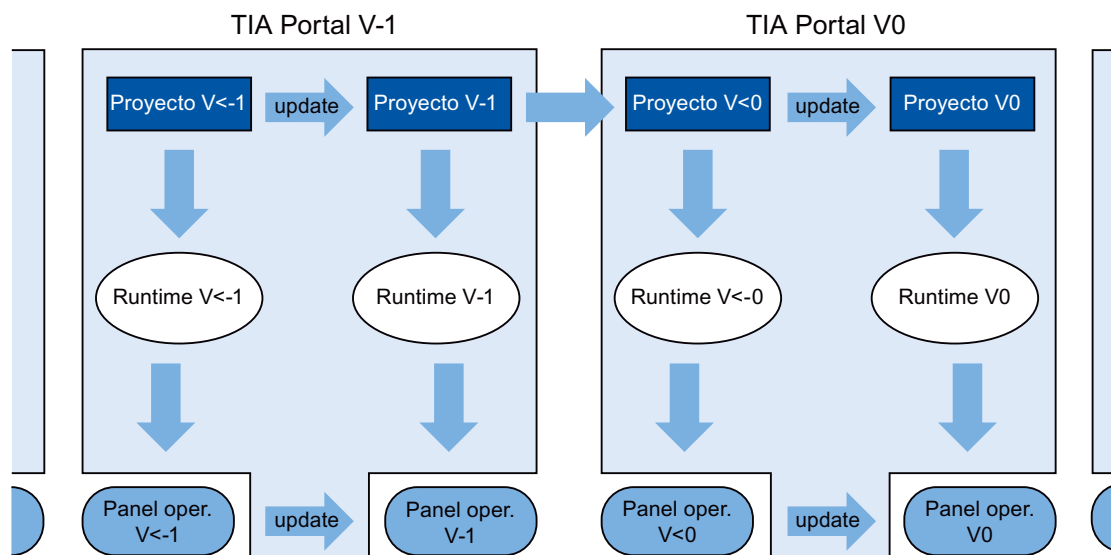 TIA Portal V-1
TIA Portal V0
Proyecto V<-1
update
Proyecto V-1
Proyecto V<0
update
Proyecto V0
Runtime V<-1
Runtime V-1
Runtime V<-0
Runtime V0
Panel oper.
V<-1
update
Panel oper.
V-1
Panel oper.
V<0
update
Panel oper.
V0